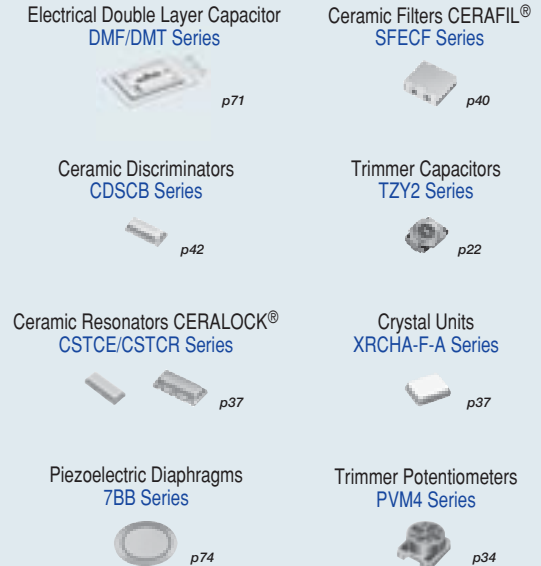 Electrical Double Layer Capacitor
DMF/DMT Series
p71
Ceramic Filters CERAFIL®
SFECF Series
p40
Ceramic Discriminators
CDSCB Series
p42
Trimmer Capacitors
TZY2 Series
p22
Ceramic Resonators CERALOCK®
CSTCE/CSTCR Series
p37
Crystal Units
XRCHA-F-A Series
p37
Piezoelectric Diaphragms
7BB Series
p74
Trimmer Potentiometers
PVM4 Series
p34